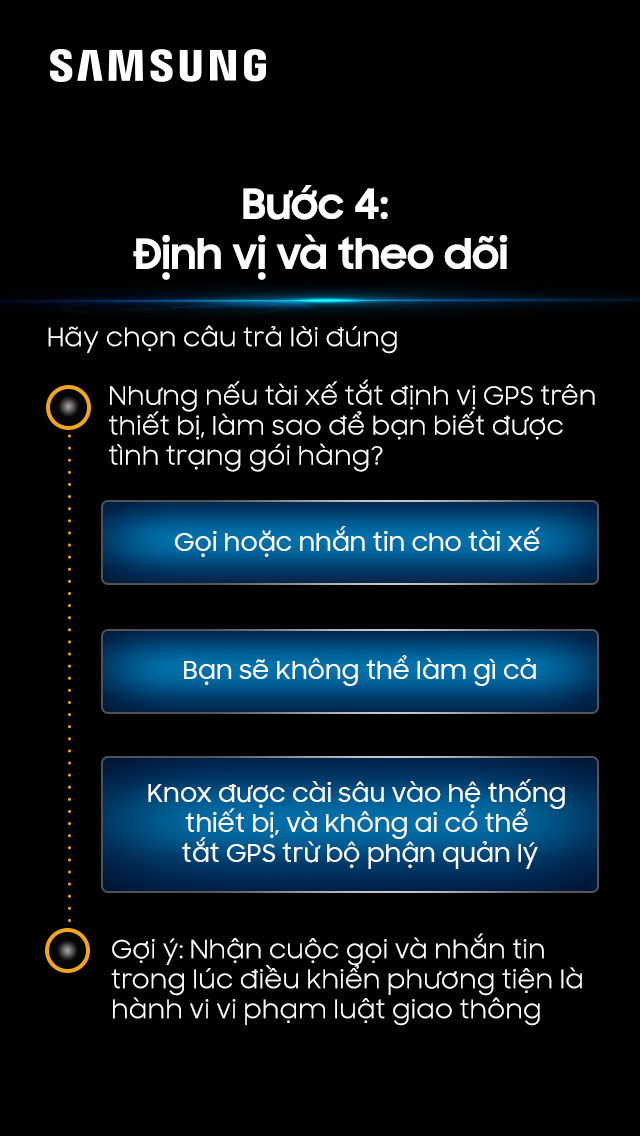 SAMSUNG
Bước 4:
Định vị và theo dõi
Hãy chọn câu trả lời đúng
Nhưng nếu tài xế tắt định vị GPS trên
thiết bị, làm sao để bạn biết được
tình trạng gói hàng?
Gọi hoặc nhắn tin cho tài xế
Bạn sẽ không thể làm gì cả
Knox được cài sâu vào hệ thống
thiết bị, và không ai có thể
tắt GPS trừ bộ phận quản lý
Gợi ý: Nhận cuộc gọi và nhắn tin
trong lúc điều khiển phương tiện là
hành vi vi phạm luật giao thông